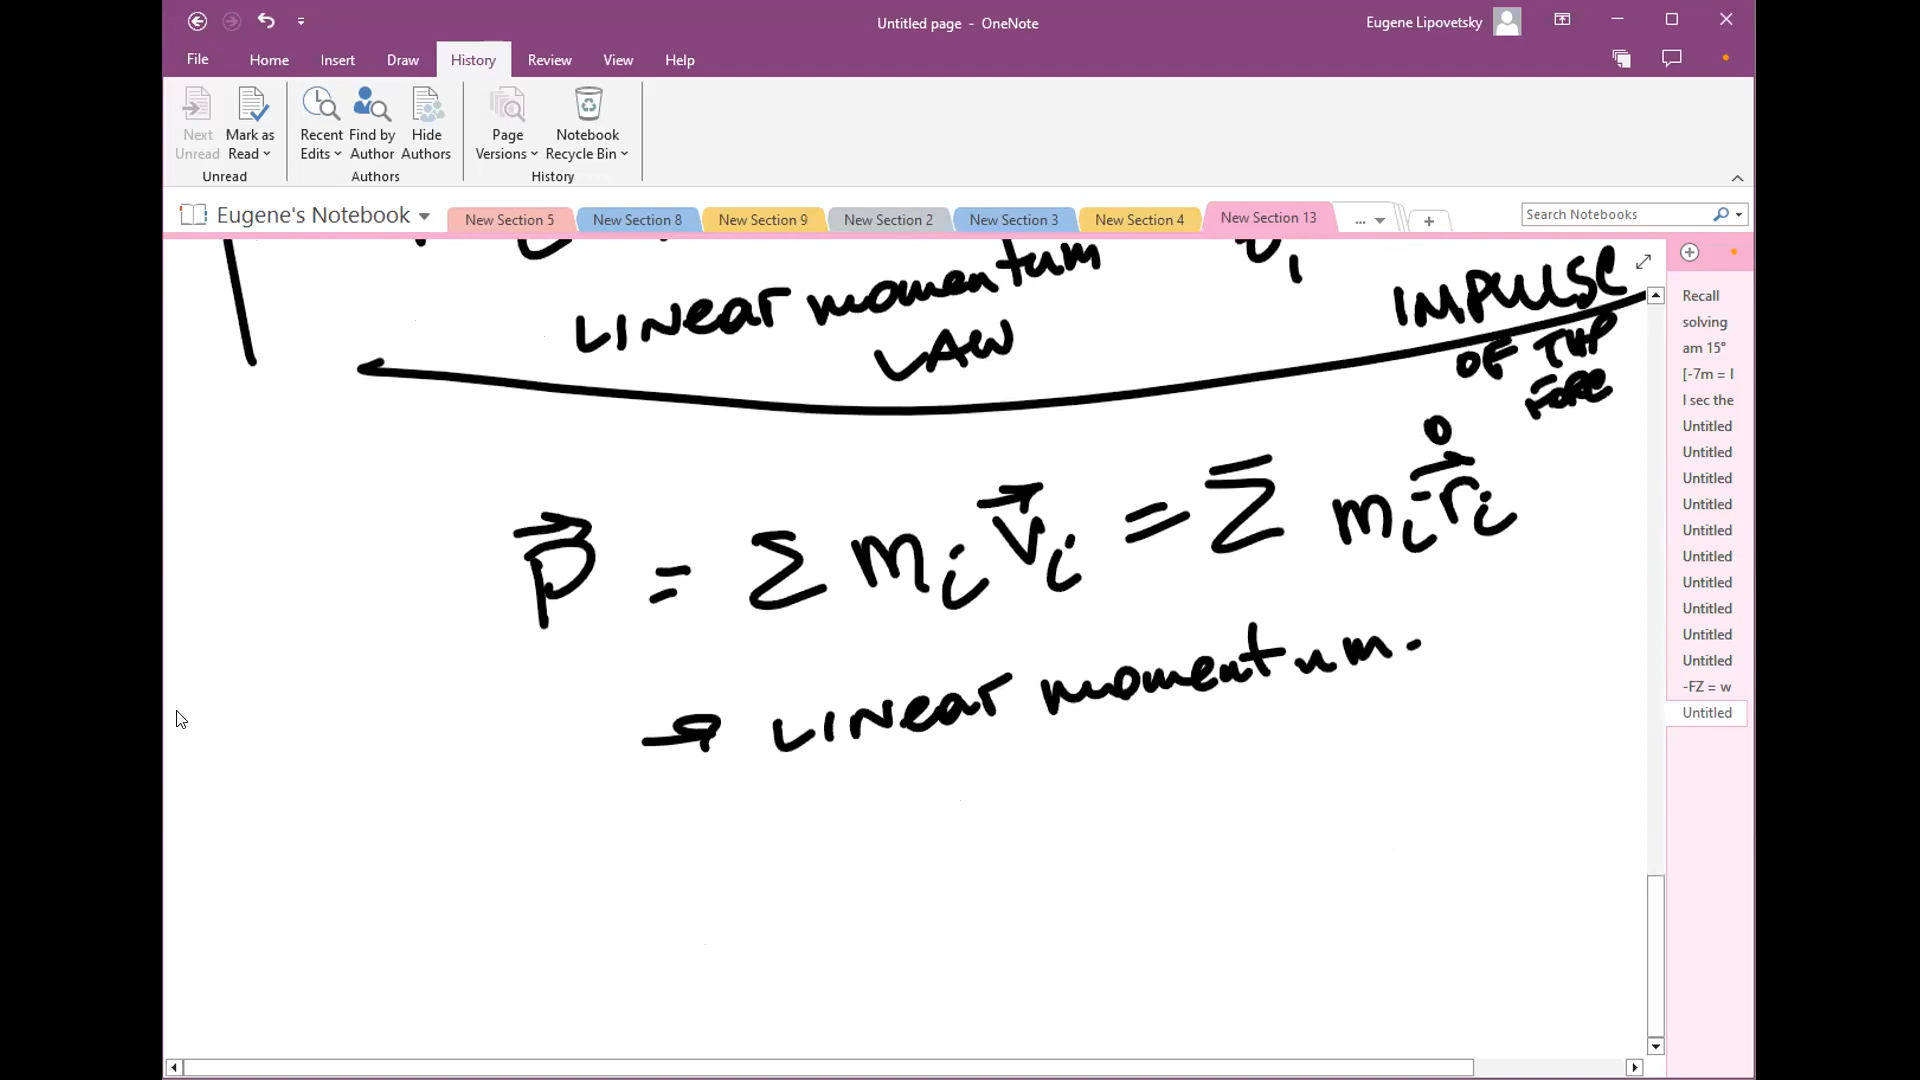 Untitled page - OneNote
Eugene Lipovetsky
File Home Insert Draw History Review View Help
Next Unread
Mark as Read
Recent Edits
Find by Author
Hide Authors
Page Versions
Notebook Recycle Bin
Unread
Authors
History
Eugene's Notebook
New Section 5
New Section 8
New Section 9
New Section 2
New Section 3
New Section 4
New Section 13
...
+
Search Notebooks
Linear momentum
LAW
IMPULSE
OF THE
FORE
p⃗ = Σ mᵢ v⃗ᵢ = Σ mᵢ r⃗ᵢ
→ Linear momentum.
Recall
solving
am 15°
[-7m = I
I sec the
Untitled
Untitled
Untitled
Untitled
Untitled
Untitled
Untitled
Untitled
Untitled
Untitled
-FZ = w
Untitled